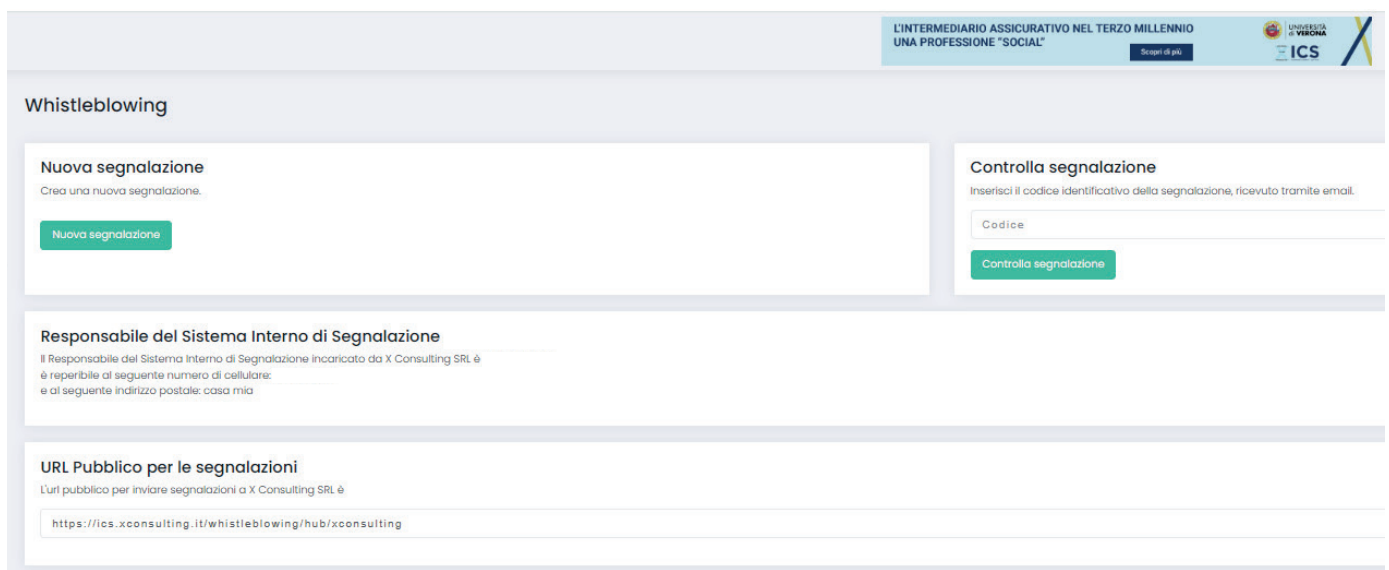 L'INTERMEDIARIO ASSICURATIVO NEL TERZO MILLENNIO
UNA PROFESSIONE "SOCIAL"
Scopri di più
UNIVERSITÀ
di VERONA
ICS
Whistleblowing
Nuova segnalazione
Crea una nuova segnalazione.
Nuova segnalazione
Controlla segnalazione
Inserisci il codice identificativo della segnalazione, ricevuto tramite email.
Codice
Controlla segnalazione
Responsabile del Sistema Interno di Segnalazione
Il Responsabile del Sistema Interno di Segnalazione incaricato da X Consulting SRL è
è reperibile al seguente numero di cellulare:
e al seguente indirizzo postale: casa mia
URL Pubblico per le segnalazioni
L'url pubblico per inviare segnalazioni a X Consulting SRL è
https://ics.xconsulting.it/whistleblowing/hub/xconsulting